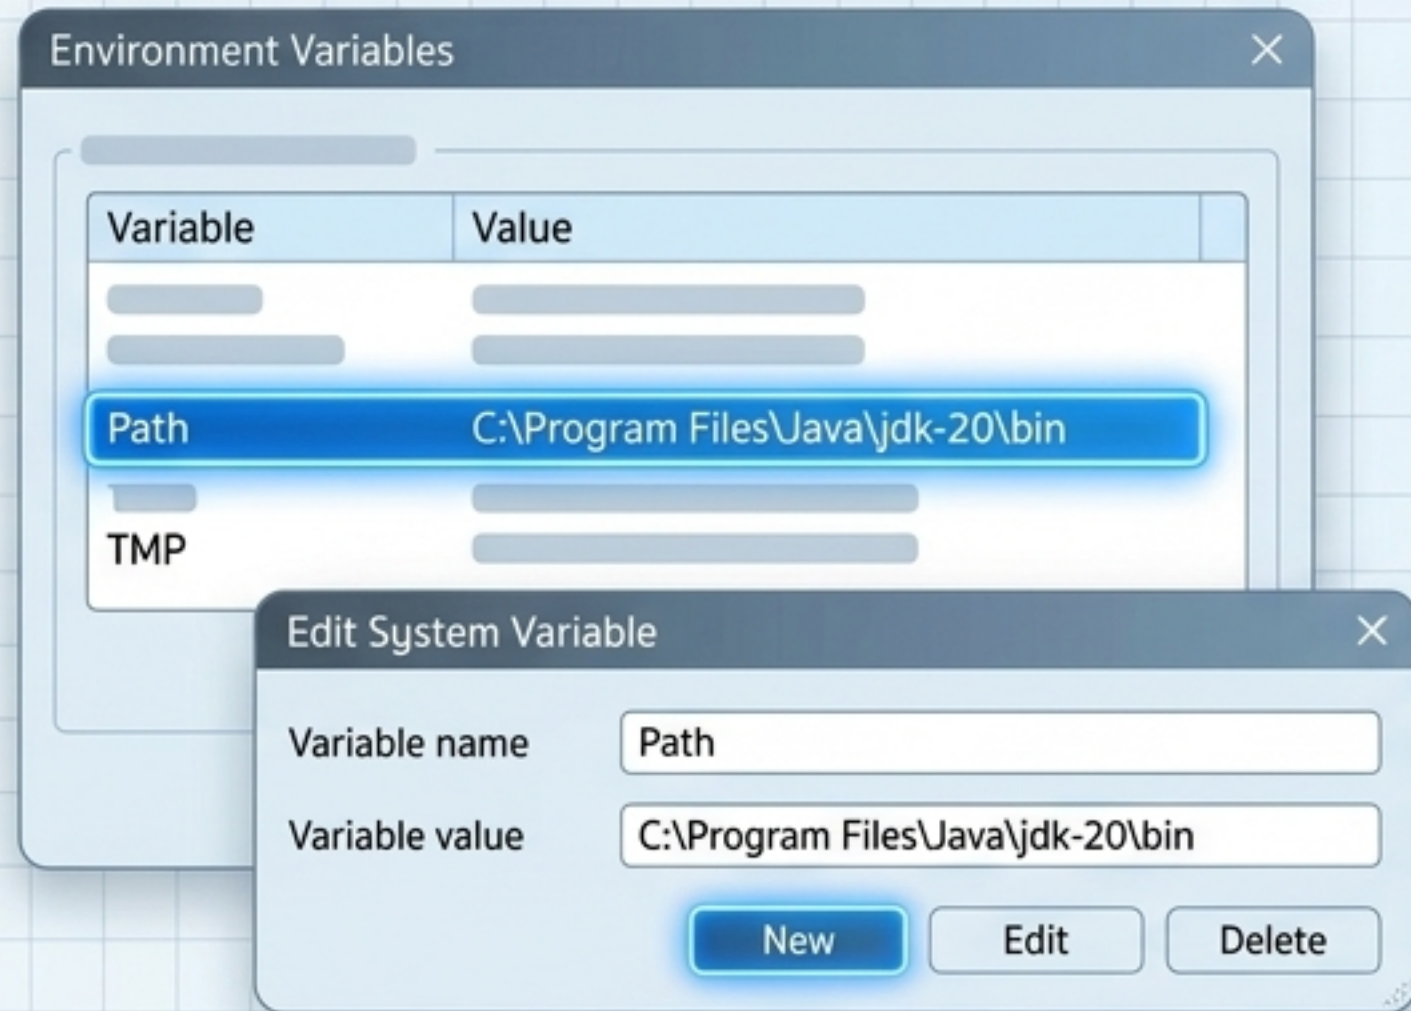 Environment Variables
Variable Value
Path C:\Program Files\Java\jdk-20\bin
TMP
Edit System Variable
Variable name Path
Variable value C:\Program Files\Java\jdk-20\bin
New Edit Delete